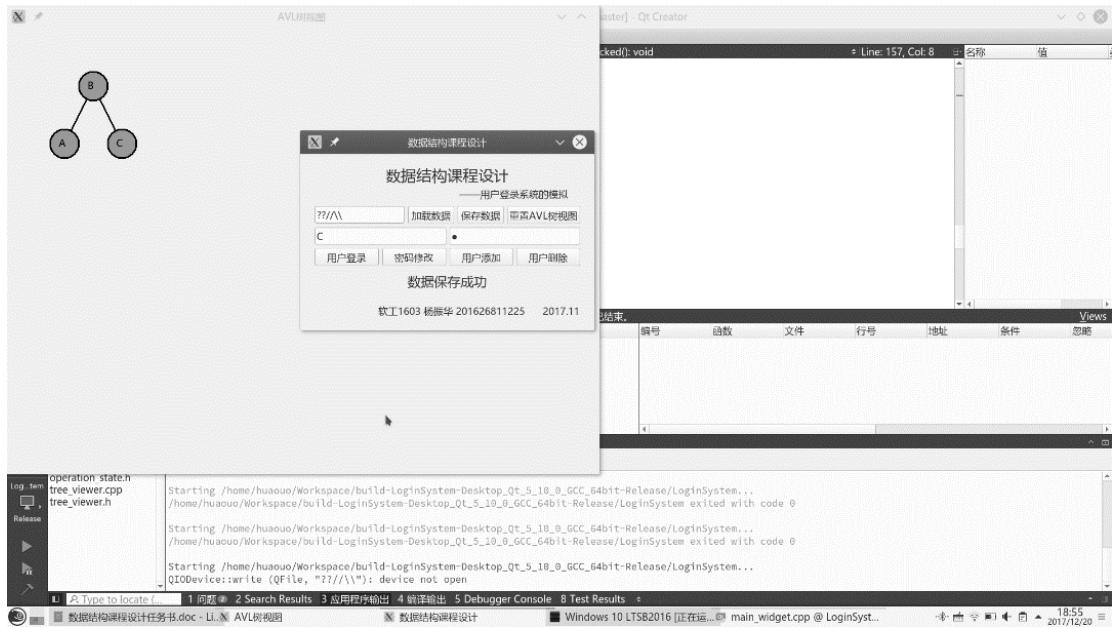 AVL树视图
aster] - Qt Creator
cked(): void
Line: 157, Col: 8
名称
值
B
A
C
数据结构课程设计
数据结构课程设计
——用户登录系统的模拟
??//\\
加载数据
保存数据
重置AVL树视图
C
用户登录
密码修改
用户添加
用户删除
数据保存成功
软工1603 杨振华 201626811225 2017.11
已结束。
Views
编号
函数
文件
行号
地址
条件
忽略
operation_state.h
tree_viewer.cpp
tree_viewer.h
Log...tem
Release
Starting /home/huaouo/Workspace/build-LoginSystem-Desktop_Qt_5_10_0_GCC_64bit-Release/LoginSystem...
/home/huaouo/Workspace/build-LoginSystem-Desktop_Qt_5_10_0_GCC_64bit-Release/LoginSystem exited with code 0
Starting /home/huaouo/Workspace/build-LoginSystem-Desktop_Qt_5_10_0_GCC_64bit-Release/LoginSystem...
/home/huaouo/Workspace/build-LoginSystem-Desktop_Qt_5_10_0_GCC_64bit-Release/LoginSystem exited with code 0
Starting /home/huaouo/Workspace/build-LoginSystem-Desktop_Qt_5_10_0_GCC_64bit-Release/LoginSystem...
QIODevice::write (QFile, "??//\\"): device not open
Type to locate (...
1 问题 2 Search Results 3 应用程序输出 4 编译输出 5 Debugger Console 8 Test Results
数据结构课程设计任务书.doc - Li...
AVL树视图
数据结构课程设计
Windows 10 LTSB2016 [正在运...
main_widget.cpp @ LoginSyst...
18:55
2017/12/20